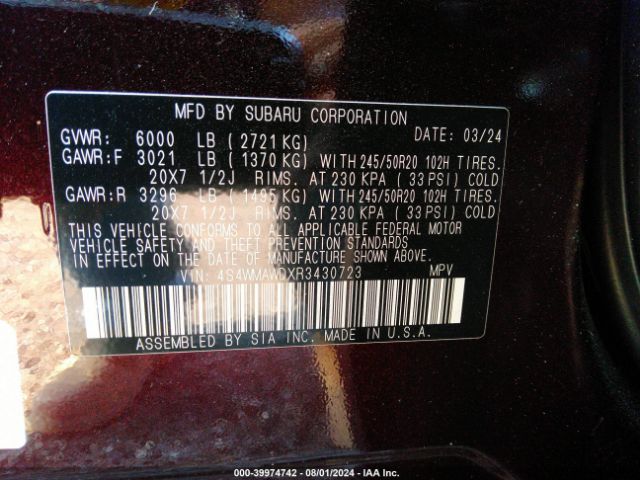 MFD BY SUBARU CORPORATION
GVWR: 6000 LB ( 2721 KG) DATE: 03/24
GAWR:F 3021 LB ( 1370 KG) WITH 245/50R20 102H TIRES.
20X7 1/2J RIMS. AT 230 KPA ( 33 PSI) COLD
GAWR:R 3296 LB ( 1495 KG) WITH 245/50R20 102H TIRES.
20X7 1/2J RIMS. AT 230 KPA ( 33 PSI) COLD
THIS VEHICLE CONFORMS TO ALL APPLICABLE FEDERAL MOTOR
VEHICLE SAFETY AND THEFT PREVENTION STANDARDS
IN EFFECT ON THE DATE OF MANUFACTURE SHOWN ABOVE.
VIN: 4S4WMAWDXR3430723 MPV
ASSEMBLED BY SIA INC. MADE IN U.S.A.
000-39974742 - 08/01/2024 - IAA Inc.